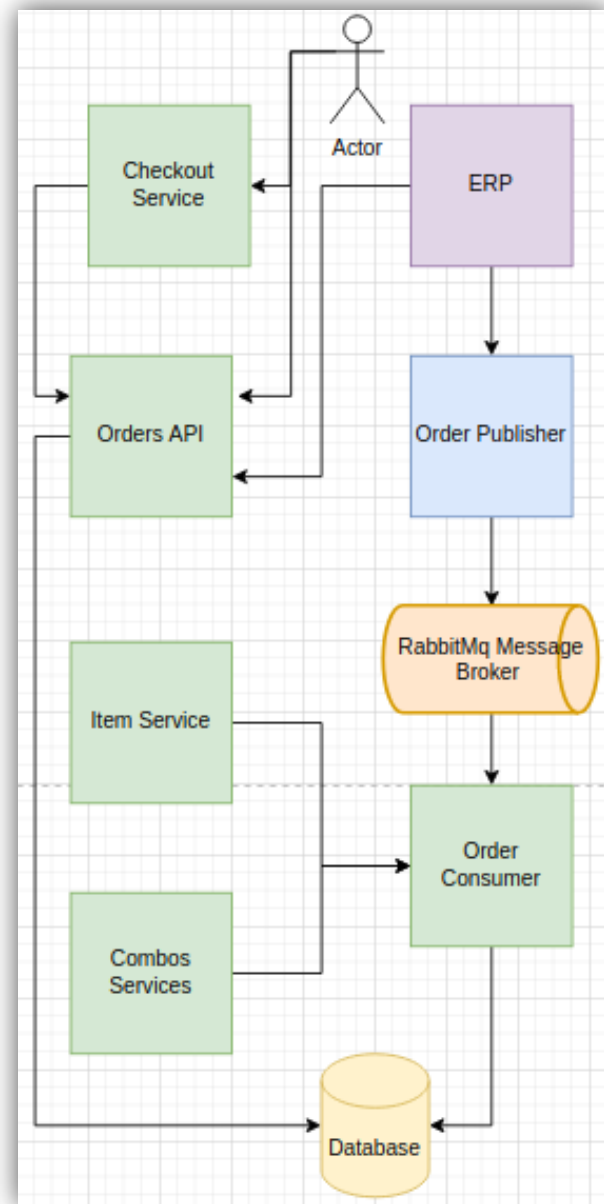 Actor
Checkout
Service
ERP
Orders API
Order Publisher
RabbitMq Message
Broker
Item Service
Order
Consumer
Combos
Services
Database